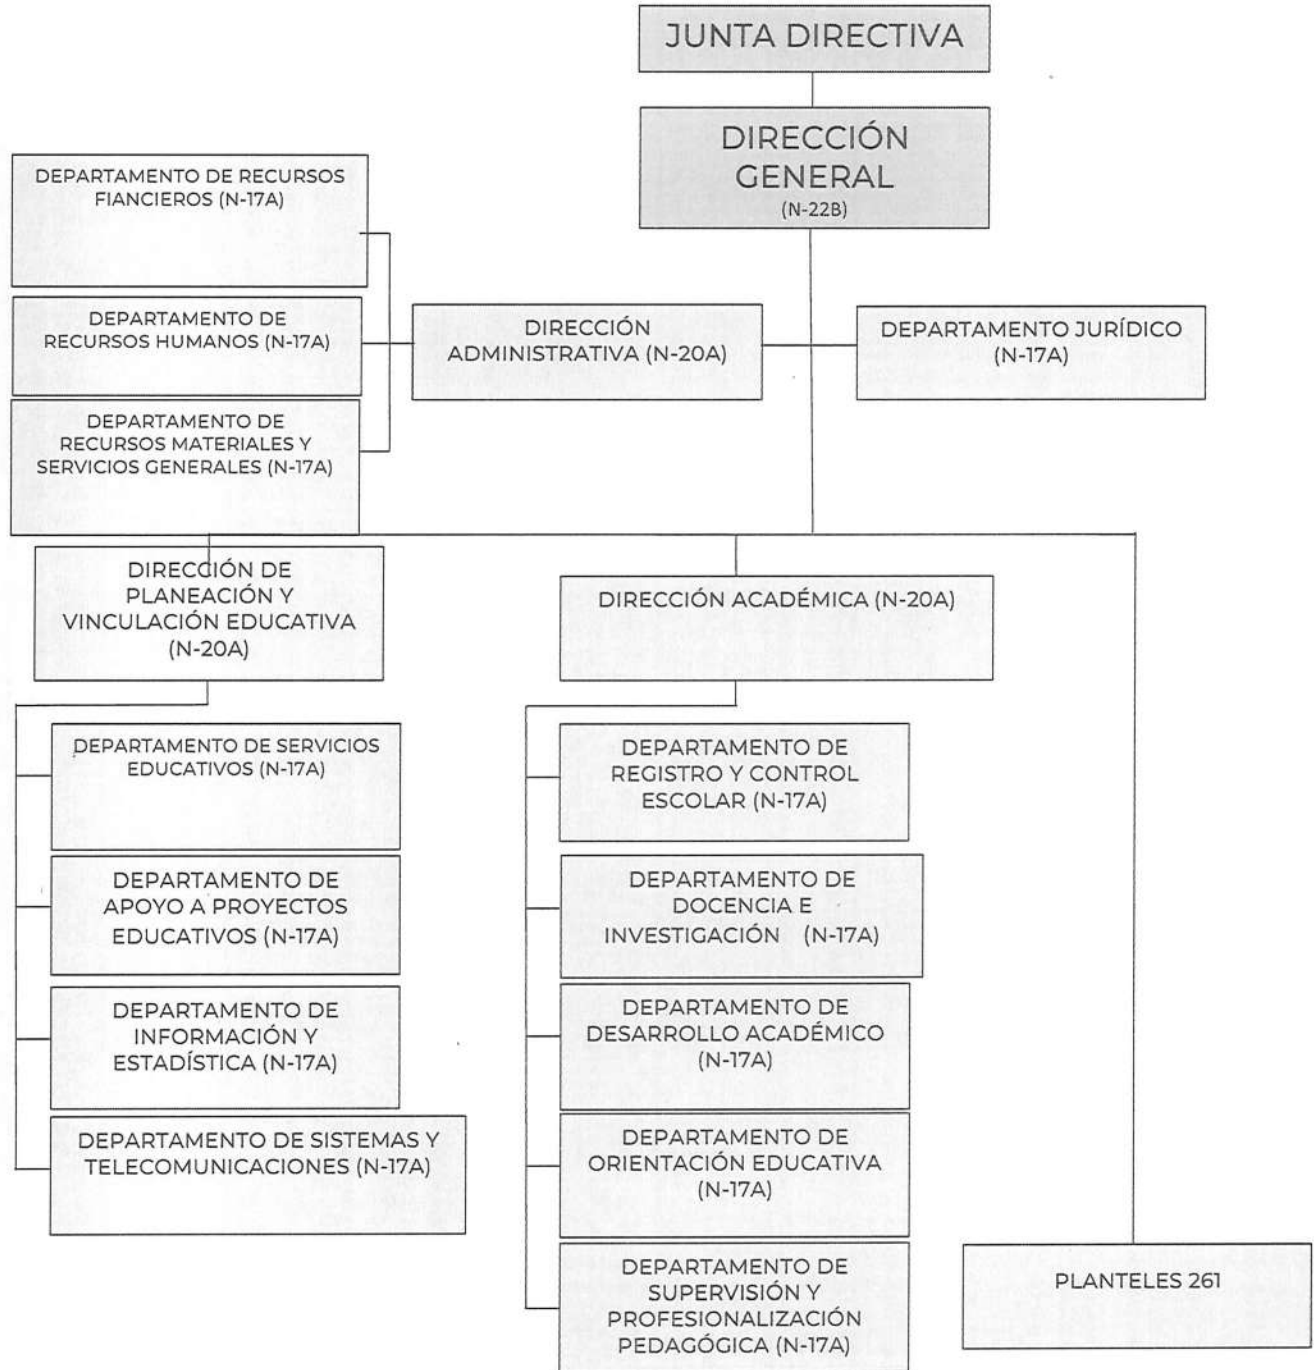 JUNTA DIRECTIVA
DIRECCIÓN
GENERAL
(N-22B)
DEPARTAMENTO DE RECURSOS
FIANCIEROS (N-17A)
DEPARTAMENTO DE
RECURSOS HUMANOS (N-17A)
DEPARTAMENTO DE
RECURSOS MATERIALES Y
SERVICIOS GENERALES (N-17A)
DIRECCIÓN
ADMINISTRATIVA (N-20A)
DEPARTAMENTO JURÍDICO
(N-17A)
DIRECCIÓN DE
PLANEACIÓN Y
VINCULACIÓN EDUCATIVA
(N-20A)
DEPARTAMENTO DE SERVICIOS
EDUCATIVOS (N-17A)
DEPARTAMENTO DE
APOYO A PROYECTOS
EDUCATIVOS (N-17A)
DEPARTAMENTO DE
INFORMACIÓN Y
ESTADÍSTICA (N-17A)
DEPARTAMENTO DE SISTEMAS Y
TELECOMUNICACIONES (N-17A)
DIRECCIÓN ACADÉMICA (N-20A)
DEPARTAMENTO DE
REGISTRO Y CONTROL
ESCOLAR (N-17A)
DEPARTAMENTO DE
DOCENCIA E
INVESTIGACIÓN (N-17A)
DEPARTAMENTO DE
DESARROLLO ACADÉMICO
(N-17A)
DEPARTAMENTO DE
ORIENTACIÓN EDUCATIVA
(N-17A)
DEPARTAMENTO DE
SUPERVISIÓN Y
PROFESIONALIZACIÓN
PEDAGÓGICA (N-17A)
PLANTELES 261